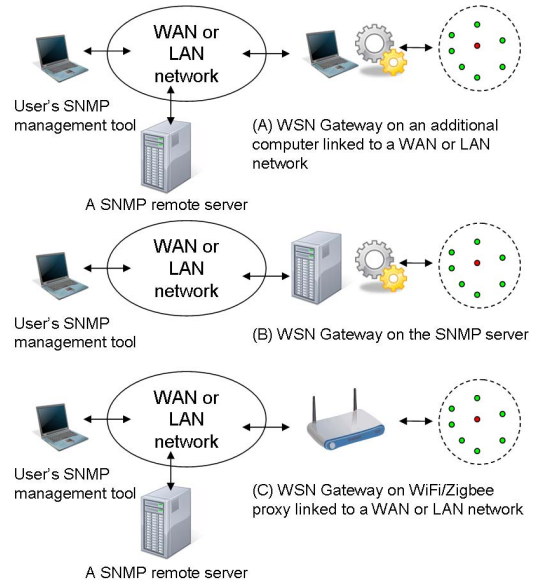 WAN or
LAN
network
User's SNMP
management tool
(A) WSN Gateway on an additional
computer linked to a WAN or LAN
network
A SNMP remote server
WAN or
LAN
network
User's SNMP
management tool
(B) WSN Gateway on the SNMP server
WAN or
LAN
network
User's SNMP
management tool
(C) WSN Gateway on WiFi/Zigbee
proxy linked to a WAN or LAN network
A SNMP remote server